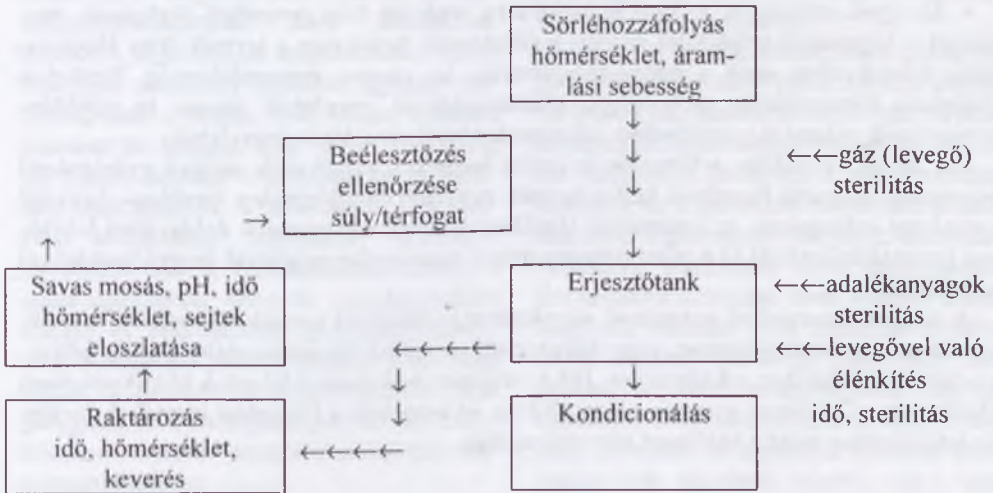 Sörléhozzáfolyás
hőmérséklet, áram-
lási sebesség
↓
↓
↓
↓
←←gáz (levegő)
sterilitás
Beélesztőzés
ellenőrzése
súly/térfogat
→
↑
Savas mosás, pH, idő
hőmérséklet, sejtek
eloszlatása
↑
Raktározás
idő, hőmérséklet,
keverés
Erjesztőtank
←←adalékanyagok
sterilitás
←←levegővel való
élénkítés
idő, sterilitás
←←←←←
↓
↓
←←←←←
↓
Kondicionálás